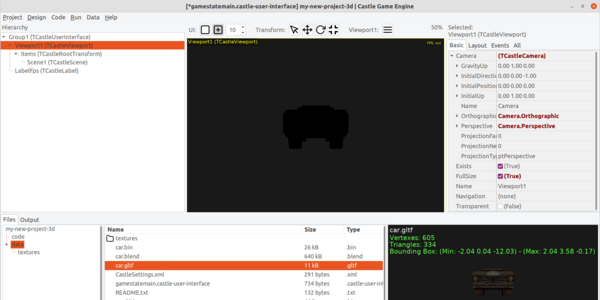 [*gamestatemain.castle-user-interface] my-new-project-3d | Castle Game Engine
Project Design Code Run Data Help
Hierarchy
Group1 (TCastleUserInterface)
Viewport1 (TCastleViewport)
Items (TCastleRootTransform)
Scene1 (TCastleScene)
LabelFps (TCastleLabel)
UI: 10 Transform: Viewport1: 50%
Viewport1 (TCastleViewport)
Selected:
Viewport1 (TCastleViewport)
Basic Layout Events All
Camera (TCastleCamera)
GravityUp 0.00 1.00 0.00
InitialDirectio 0.00 0.00 -1.00
InitialPosition 0.00 0.00 0.00
InitialUp 0.00 1.00 0.00
Name Camera
Orthographic Camera.Orthographic
Perspective Camera.Perspective
ProjectionFa 0
ProjectionNe 0
ProjectionTy ptPerspective
Exists (True)
FullSize (True)
Name Viewport1
Navigation (none)
Transparent (False)
Files Output
my-new-project-3d
code
data
textures
Name Size Type
textures
car.bin 26 kB .bin
car.blend 640 kB .blend
car.gltf 11 kB .gltf
CastleSettings.xml 291 bytes .xml
gamestatemain.castle-user-interface 734 bytes .castle-u
README.txt 132 bytes .txt
car.gltf
Vertexes: 605
Triangles: 334
Bounding Box: (Min: -2.04 0.04 -12.03) - (Max: 2.04 3.58 -0.17)